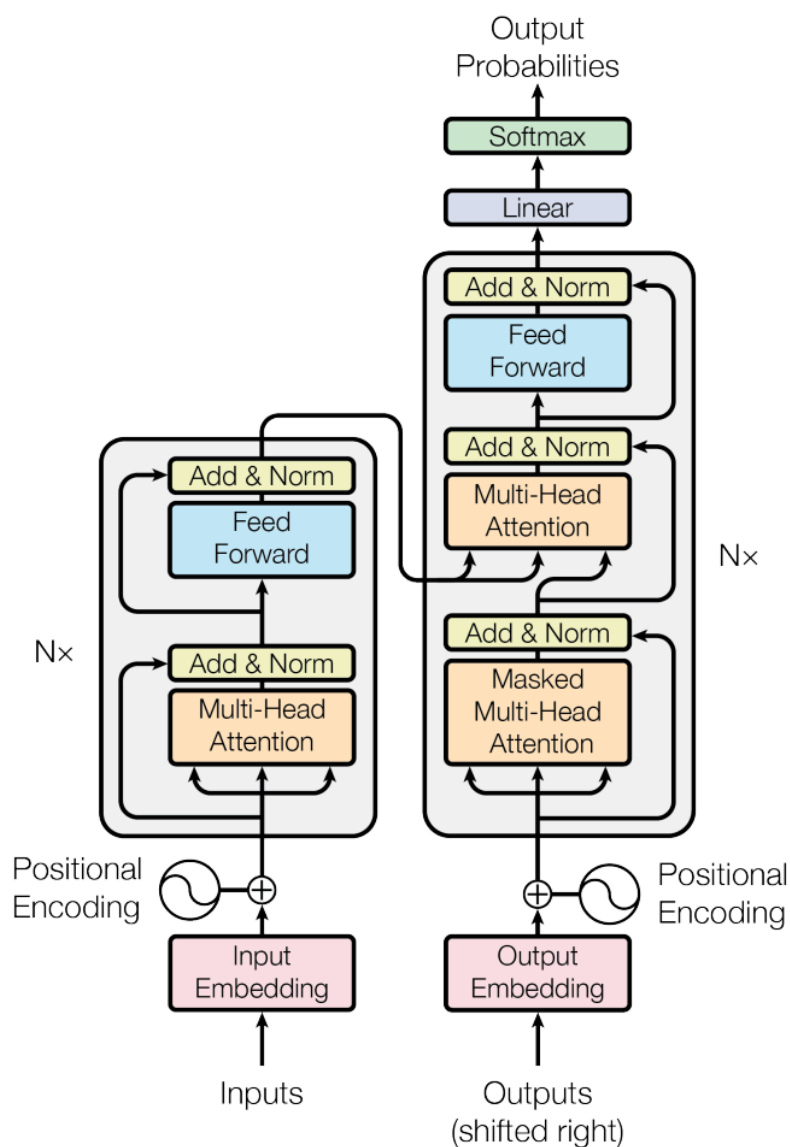 Output
Probabilities
Softmax
Linear
Add & Norm
Feed
Forward
Add & Norm
Multi-Head
Attention
Add & Norm
Masked
Multi-Head
Attention
Nx
Add & Norm
Feed
Forward
Add & Norm
Multi-Head
Attention
Nx
Positional
Encoding
Positional
Encoding
Input
Embedding
Output
Embedding
Inputs
Outputs
(shifted right)